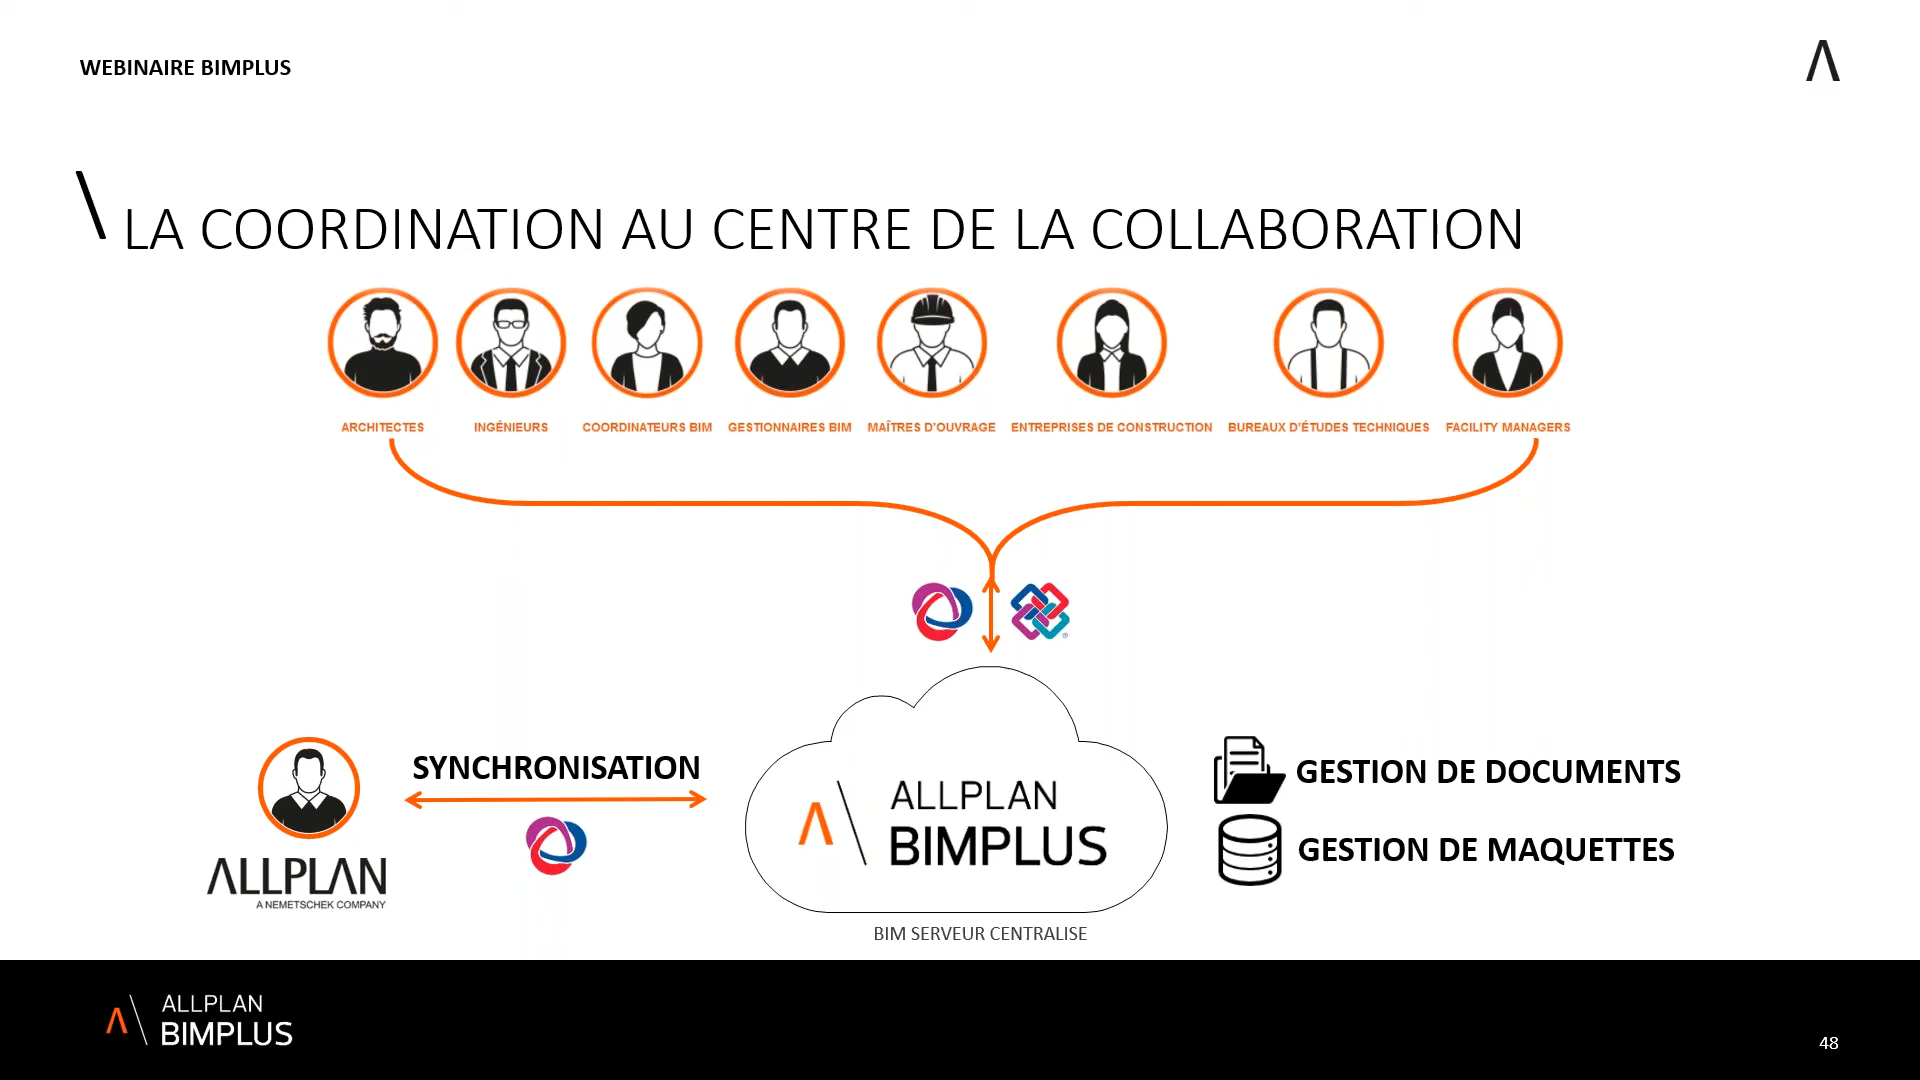 WEBINAIRE BIMPLUS
LA COORDINATION AU CENTRE DE LA COLLABORATION
ARCHITECTES
INGÉNIEURS
COORDINATEURS BIM
GESTIONNAIRES BIM
MAÎTRES D'OUVRAGE
ENTREPRISES DE CONSTRUCTION
BUREAUX D'ÉTUDES TECHNIQUES
FACILITY MANAGERS
SYNCHRONISATION
ALLPLAN
A NEMETSCHEK COMPANY
ALLPLAN
BIMPLUS
BIM SERVEUR CENTRALISE
GESTION DE DOCUMENTS
GESTION DE MAQUETTES
ALLPLAN
BIMPLUS
48